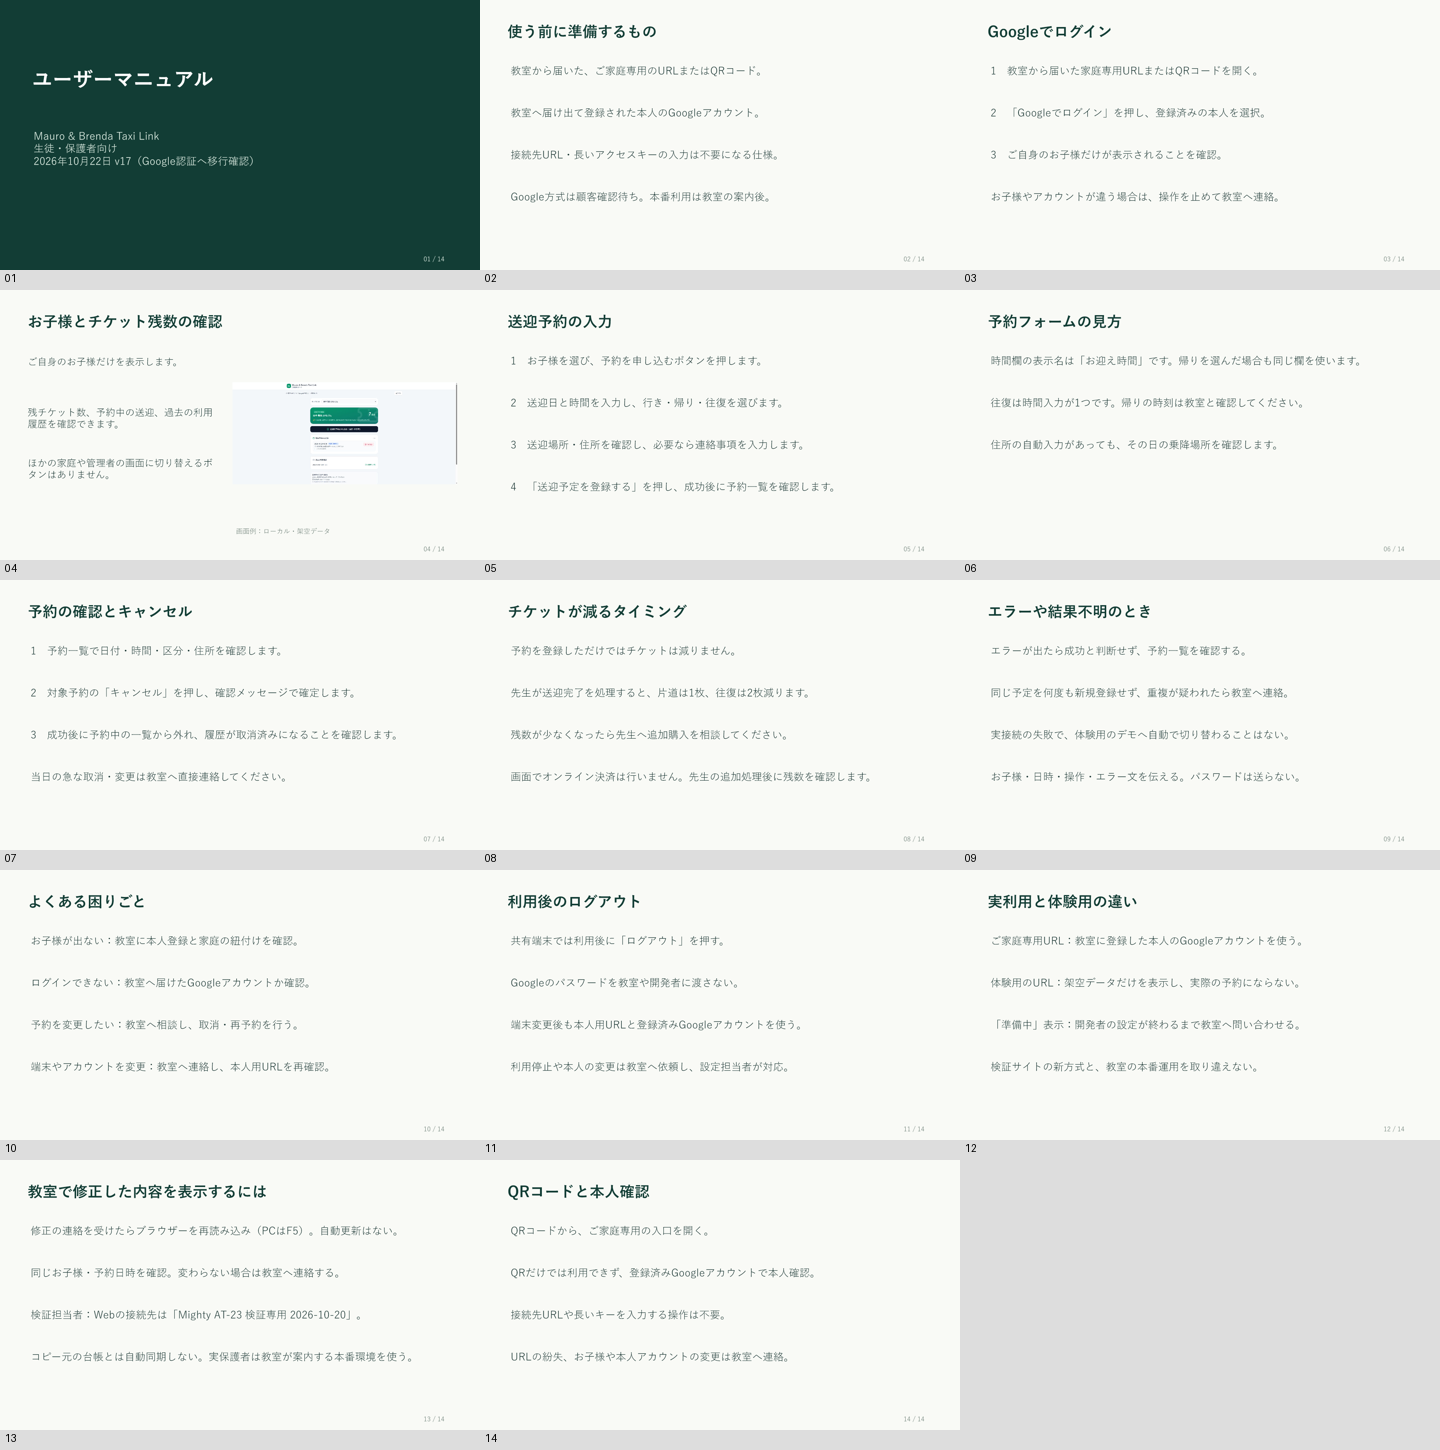 ユーザーマニュアル
Mauro & Brenda Taxi Link
生徒・保護者向け
2026年10月22日 v17（Google認証へ移行確認）
01 / 14
01
使う前に準備するもの
教室から届いた、ご家庭専用のURLまたはQRコード。
教室へ届け出て登録された本人のGoogleアカウント。
接続先URL・長いアクセスキーの入力は不要になる仕様。
Google方式は顧客確認待ち。本番利用は教室の案内後。
02 / 14
02
Googleでログイン
1 教室から届いた家庭専用URLまたはQRコードを開く。
2 「Googleでログイン」を押し、登録済みの本人を選択。
3 ご自身のお子様だけが表示されることを確認。
お子様やアカウントが違う場合は、操作を止めて教室へ連絡。
03 / 14
03
お子様とチケット残数の確認
ご自身のお子様だけを表示します。
残チケット数、予約中の送迎、過去の利用
履歴を確認できます。
ほかの家庭や管理者の画面に切り替えるボ
タンはありません。
画面例：ローカル・架空データ
04 / 14
04
送迎予約の入力
1 お子様を選び、予約を申し込むボタンを押します。
2 送迎日と時間を入力し、行き・帰り・往復を選びます。
3 送迎場所・住所を確認し、必要なら連絡事項を入力します。
4 「送迎予定を登録する」を押し、成功後に予約一覧を確認します。
05 / 14
05
予約フォームの見方
時間欄の表示名は「お迎え時間」です。帰りを選んだ場合も同じ欄を使います。
往復は時間入力が1つです。帰りの時刻は教室と確認してください。
住所の自動入力があっても、その日の乗降場所を確認します。
06 / 14
06
予約の確認とキャンセル
1 予約一覧で日付・時間・区分・住所を確認します。
2 対象予約の「キャンセル」を押し、確認メッセージで確定します。
3 成功後に予約中の一覧から外れ、履歴が取消済みになることを確認します。
当日の急な取消・変更は教室へ直接連絡してください。
07 / 14
07
チケットが減るタイミング
予約を登録しただけではチケットは減りません。
先生が送迎完了を処理すると、片道は1枚、往復は2枚減ります。
残数が少なくなったら先生へ追加購入を相談してください。
画面でオンライン決済は行いません。先生の追加処理後に残数を確認します。
08 / 14
08
エラーや結果不明のとき
エラーが出たら成功と判断せず、予約一覧を確認する。
同じ予定を何度も新規登録せず、重複が疑われたら教室へ連絡。
実接続の失敗で、体験用のデモへ自動で切り替わることはない。
お子様・日時・操作・エラー文を伝える。パスワードは送らない。
09 / 14
09
よくある困りごと
お子様が出ない：教室に本人登録と家庭の紐付けを確認。
ログインできない：教室へ届けたGoogleアカウントか確認。
予約を変更したい：教室へ相談し、取消・再予約を行う。
端末やアカウントを変更：教室へ連絡し、本人用URLを再確認。
10 / 14
10
利用後のログアウト
共有端末では利用後に「ログアウト」を押す。
Googleのパスワードを教室や開発者に渡さない。
端末変更後も本人用URLと登録済みGoogleアカウントを使う。
利用停止や本人の変更は教室へ依頼し、設定担当者が対応。
11 / 14
11
実利用と体験用の違い
ご家庭専用URL：教室に登録した本人のGoogleアカウントを使う。
体験用のURL：架空データだけを表示し、実際の予約にならない。
「準備中」表示：開発者の設定が終わるまで教室へ問い合わせる。
検証サイトの新方式と、教室の本番運用を取り違えない。
12 / 14
12
教室で修正した内容を表示するには
修正の連絡を受けたらブラウザーを再読み込み（PCはF5）。自動更新はない。
同じお子様・予約日時を確認。変わらない場合は教室へ連絡する。
検証担当者：Webの接続先は「Mighty AT-23 検証専用 2026-10-20」。
コピー元の台帳とは自動同期しない。実保護者は教室が案内する本番環境を使う。
13 / 14
13
QRコードと本人確認
QRコードから、ご家庭専用の入口を開く。
QRだけでは利用できず、登録済みGoogleアカウントで本人確認。
接続先URLや長いキーを入力する操作は不要。
URLの紛失、お子様や本人アカウントの変更は教室へ連絡。
14 / 14
14